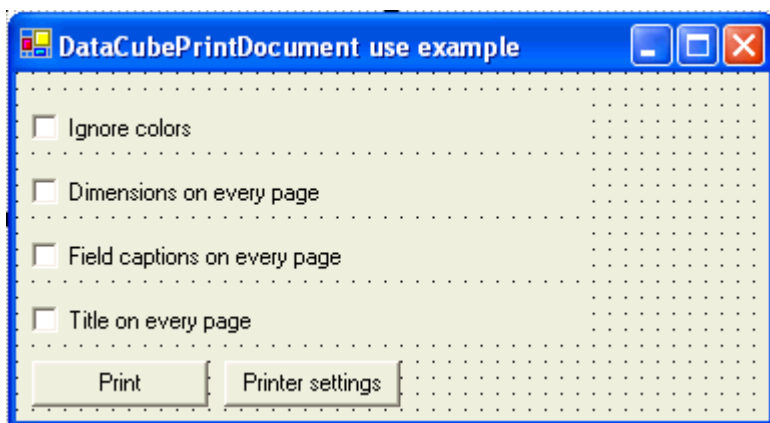 DataCubePrintDocument use example
Ignore colors
Dimensions on every page
Field captions on every page
Title on every page
Print Printer settings